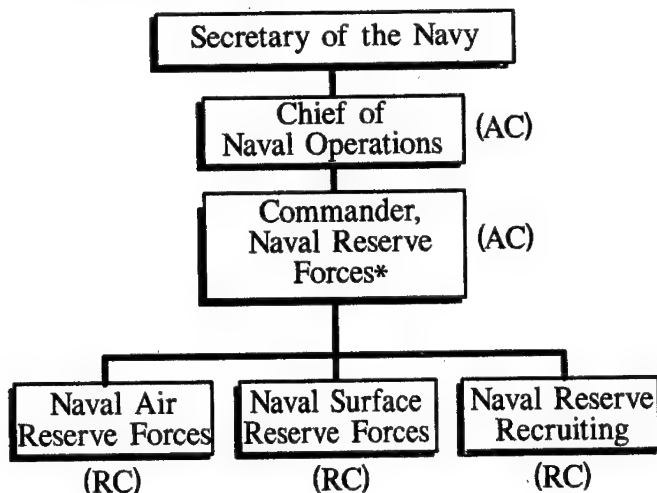 Secretary of the Navy
Chief of
Naval Operations
(AC)
Commander,
Naval Reserve
Forces*
(AC)
Naval Air
Reserve Forces
(RC)
Naval Surface
Reserve Forces
(RC)
Naval Reserve
Recruiting
(RC)